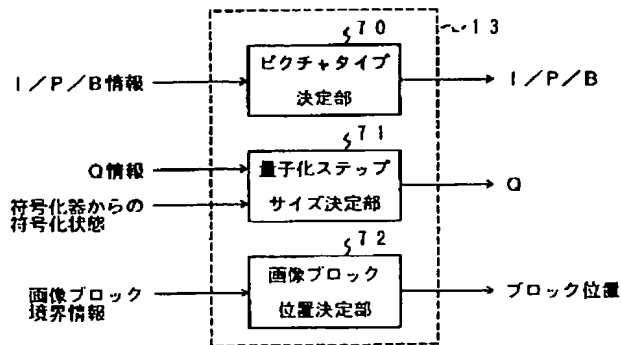 70
13
I/P/B情報
ピクチャタイプ
決定部
I/P/B
71
Q情報
量子化ステップ
サイズ決定部
Q
符号化器からの
符号化状態
72
画像ブロック
境界情報
画像ブロック
位置決定部
ブロック位置